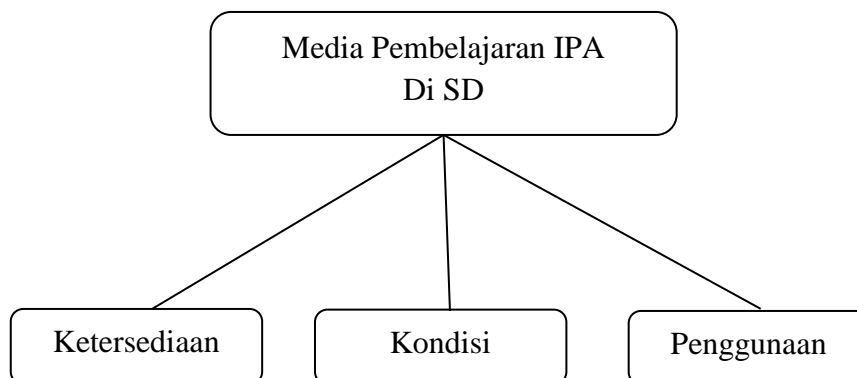 Media Pembelajaran IPA
Di SD
Ketersediaan
Kondisi
Penggunaan